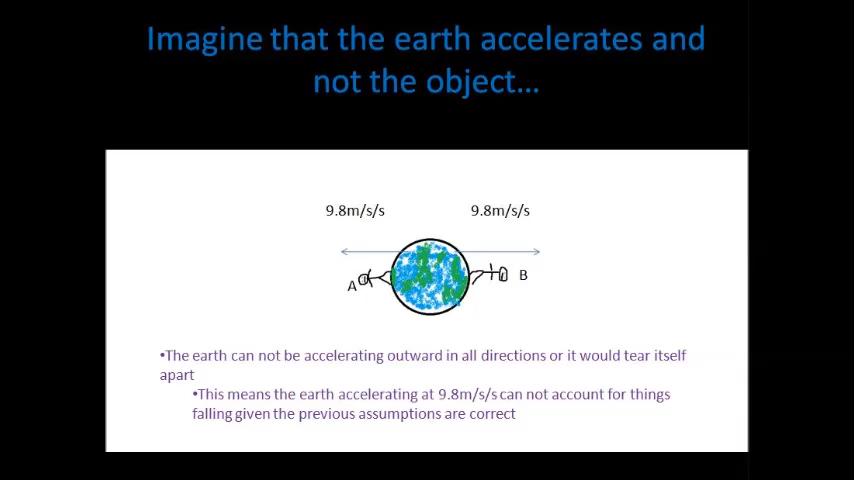 Imagine that the earth accelerates and
not the object...
9.8m/s/s 9.8m/s/s
A B
•The earth can not be accelerating outward in all directions or it would tear itself
apart
•This means the earth accelerating at 9.8m/s/s can not account for things
falling given the previous assumptions are correct